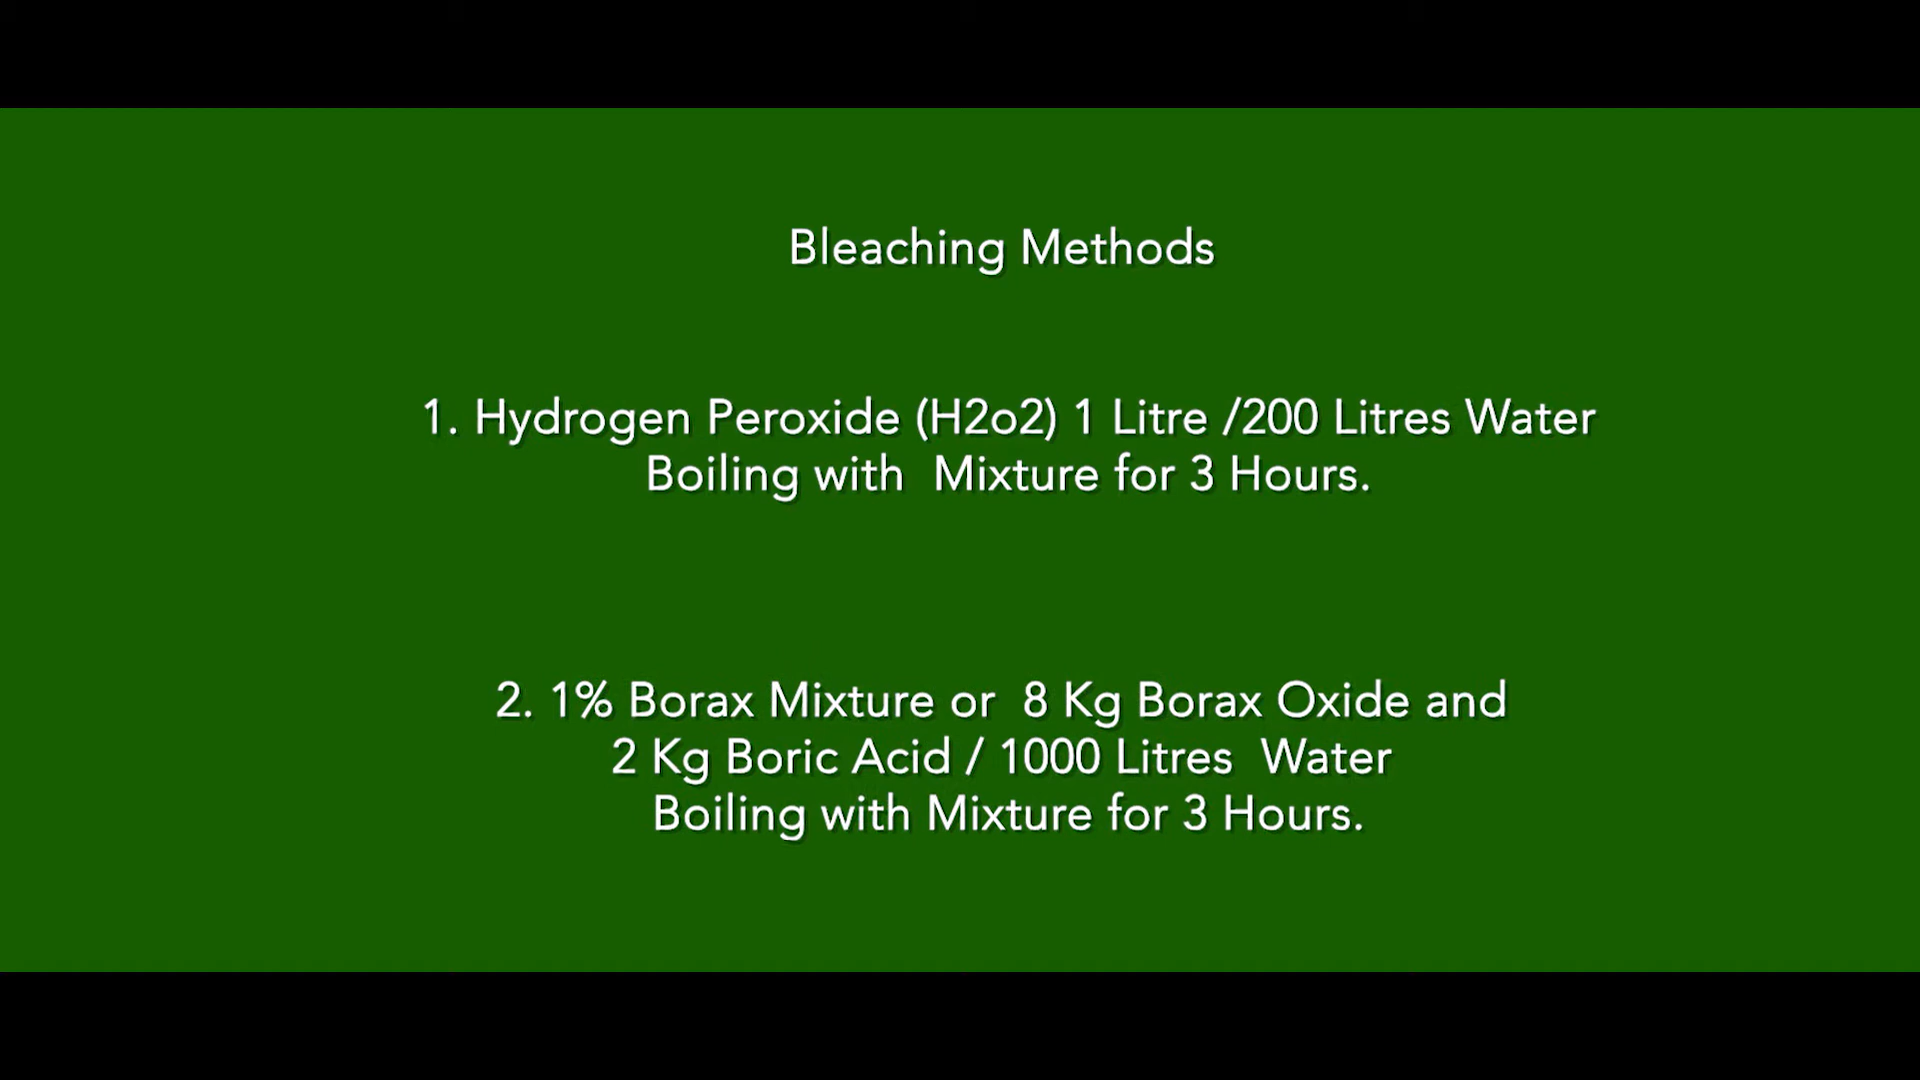 Bleaching Methods
1. Hydrogen Peroxide (H2o2) 1 Litre /200 Litres Water
Boiling with  Mixture for 3 Hours.
2. 1% Borax Mixture or  8 Kg Borax Oxide and
2 Kg Boric Acid / 1000 Litres  Water
Boiling with Mixture for 3 Hours.